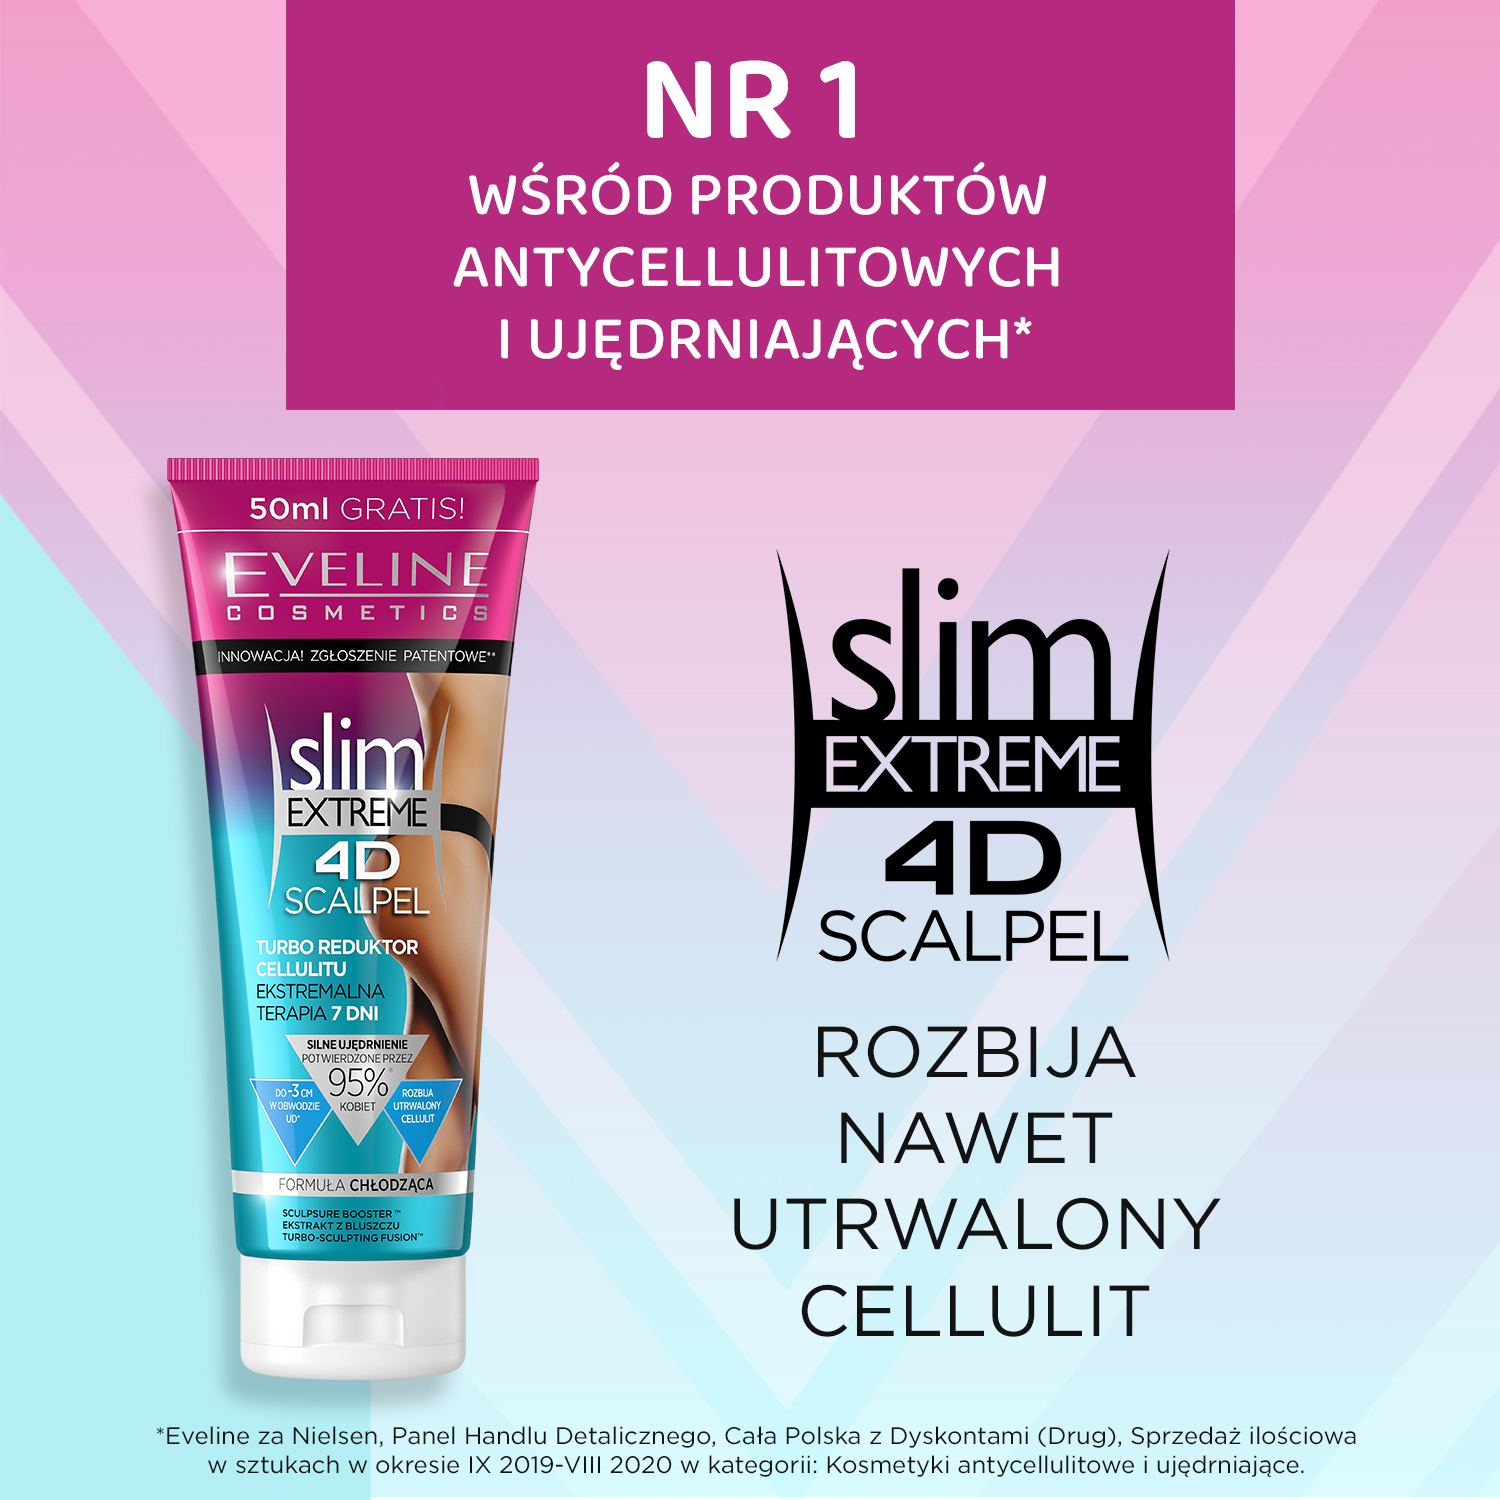 NR 1
WŚRÓD PRODUKTÓW
ANTYCELLULITOWYCH
I UJĘDRNIAJĄCYCH*
50ml GRATIS!
EVELINE
COSMETICS
INNOWACJA! ZGŁOSZENIE PATENTOWE**
slim
EXTREME
4D
SCALPEL
TURBO REDUKTOR
CELLULITU
EKSTREMALNA
TERAPIA 7 DNI
SILNE UJĘDRNIENIE
POTWIERDZONE PRZEZ
95%*
KOBIET
DO -3 CM
W OBWODZIE
UD*
ROZBIJA
UTRWALONY
CELLULIT
FORMUŁA CHŁODZĄCA
SCULPSURE BOOSTER™
EKSTRAKT Z BLUSZCZU
TURBO-SCULPTING FUSION™
slim
EXTREME
4D
SCALPEL
ROZBIJA
NAWET
UTRWALONY
CELLULIT
*Eveline za Nielsen, Panel Handlu Detalicznego, Cała Polska z Dyskontami (Drug), Sprzedaż ilościowa
w sztukach w okresie IX 2019-VIII 2020 w kategorii: Kosmetyki antycellulitowe i ujędrniające.